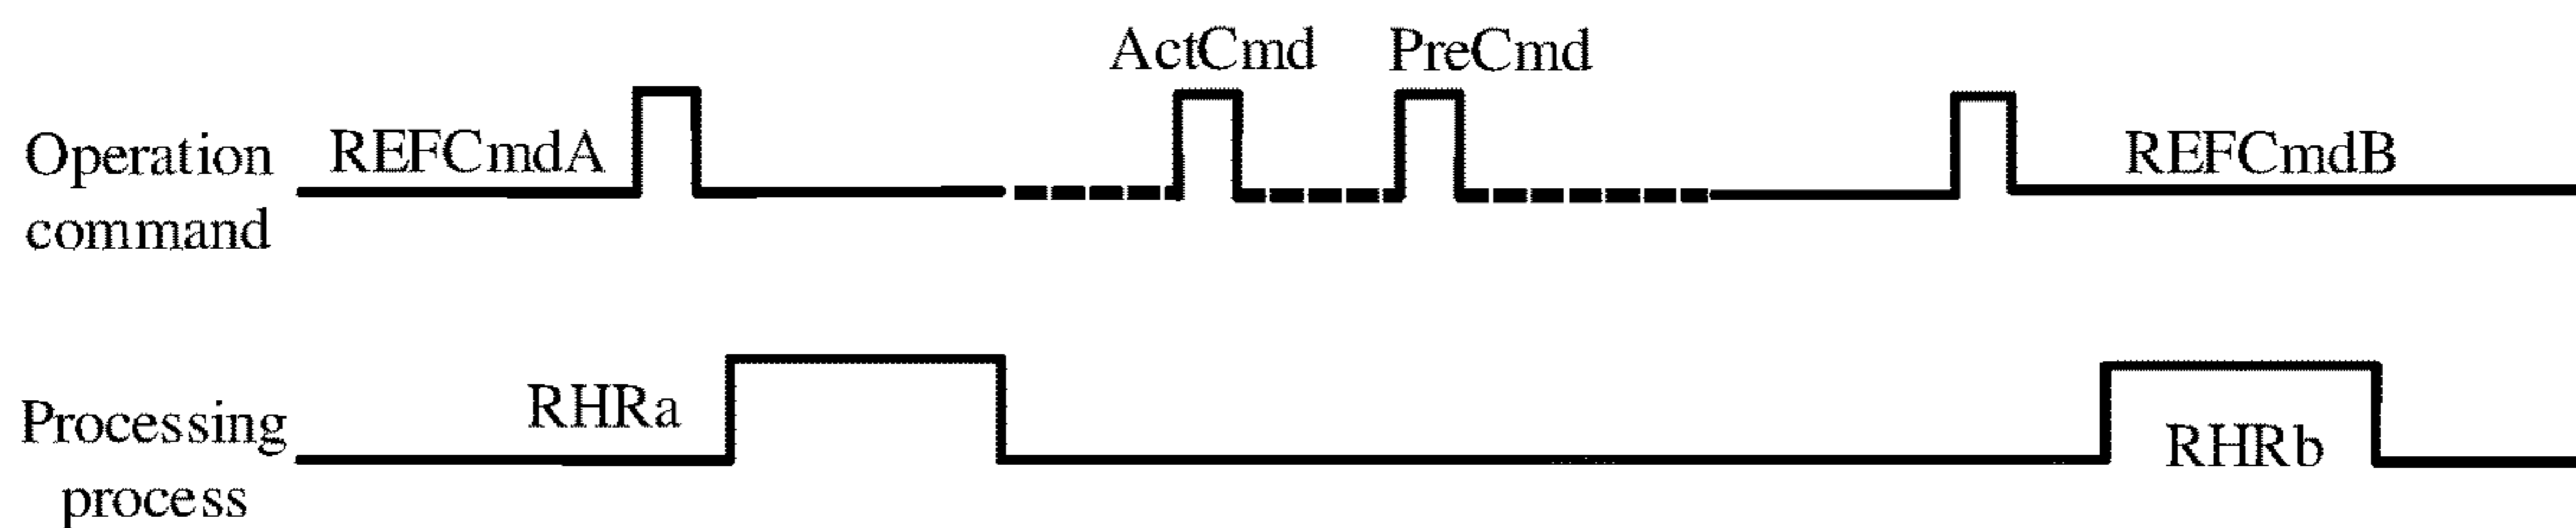 ActCmd PreCmd
Operation
command
REFCmdA
REFCmdB
Processing
process
RHRa
RHRb